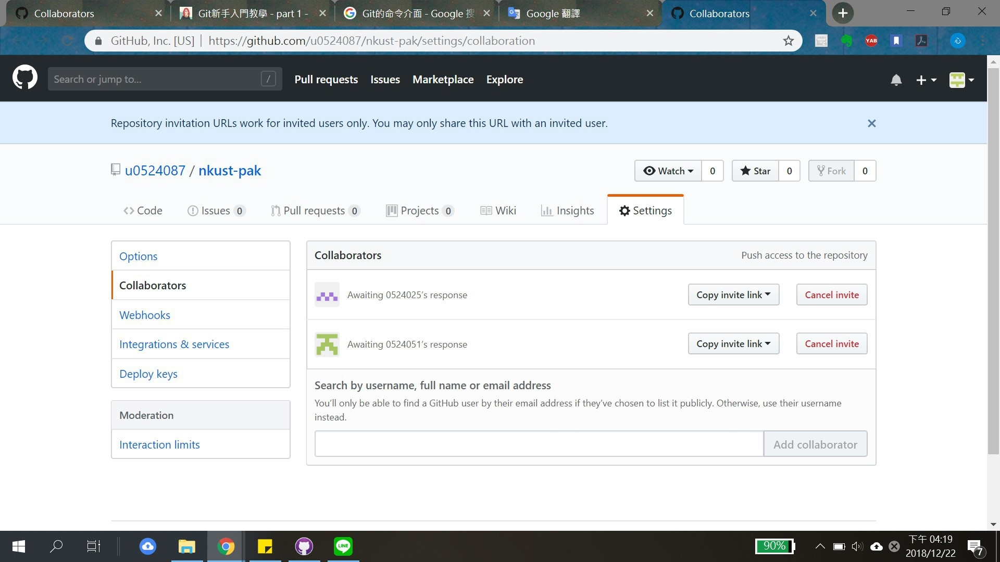 Collaborators
Git新手入門教學 - part 1 -
Git的命令介面 - Google 搜
Google 翻譯
Collaborators
GitHub, Inc. [US] | https://github.com/u0524087/nkust-pak/settings/collaboration
YAB
心
Search or jump to...
/
Pull requests
Issues
Marketplace
Explore
Repository invitation URLs work for invited users only. You may only share this URL with an invited user.
u0524087 / nkust-pak
Watch 0
Star 0
Fork 0
Code
Issues 0
Pull requests 0
Projects 0
Wiki
Insights
Settings
Options
Collaborators
Webhooks
Integrations & services
Deploy keys
Moderation
Interaction limits
Collaborators
Push access to the repository
Awaiting 0524025’s response
Copy invite link
Cancel invite
Awaiting 0524051’s response
Copy invite link
Cancel invite
Search by username, full name or email address
You’ll only be able to find a GitHub user by their email address if they’ve chosen to list it publicly. Otherwise, use their username
instead.
Add collaborator
LINE
90%
下午 04:19
2018/12/22
7